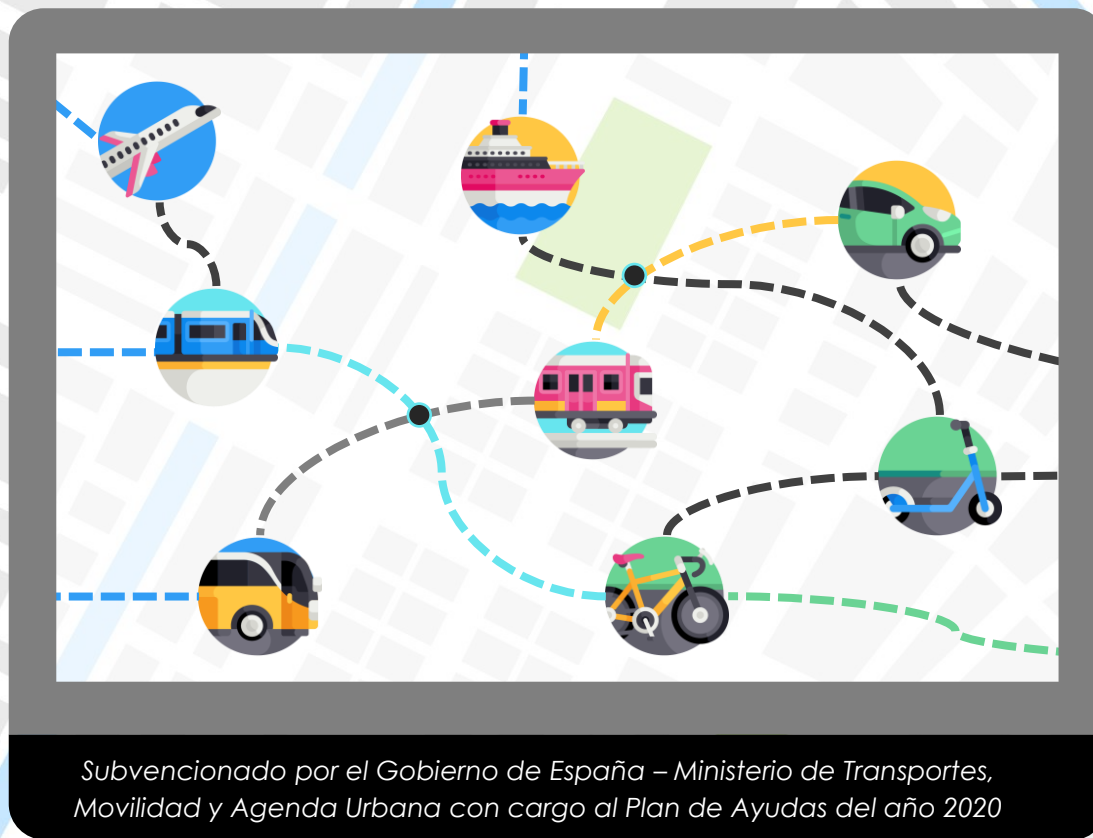 Subvencionado por el Gobierno de España – Ministerio de Transportes,
Movilidad y Agenda Urbana con cargo al Plan de Ayudas del año 2020